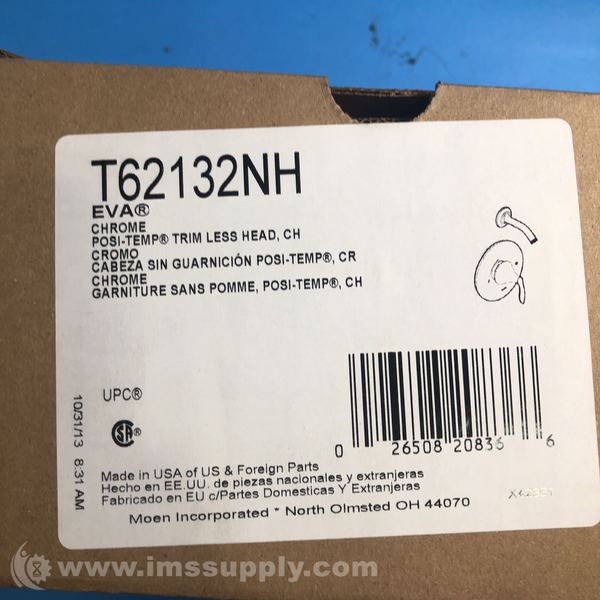 T62132NH
EVA®
CHROME
POSI-TEMP® TRIM LESS HEAD, CH
CROMO
CABEZA SIN GUARNICIÓN POSI-TEMP®, CR
CHROME
GARNITURE SANS POMME, POSI-TEMP®, CH
UPC®
10/31/13 8:31 AM
0 26508 20836 6
Made in USA of US & Foreign Parts
Hecho en EE.UU. de piezas nacionales y extranjeras
Fabricado en EU c/Partes Domesticas Y Extranjeras
Moen Incorporated * North Olmsted OH 44070
www.imssupply.com